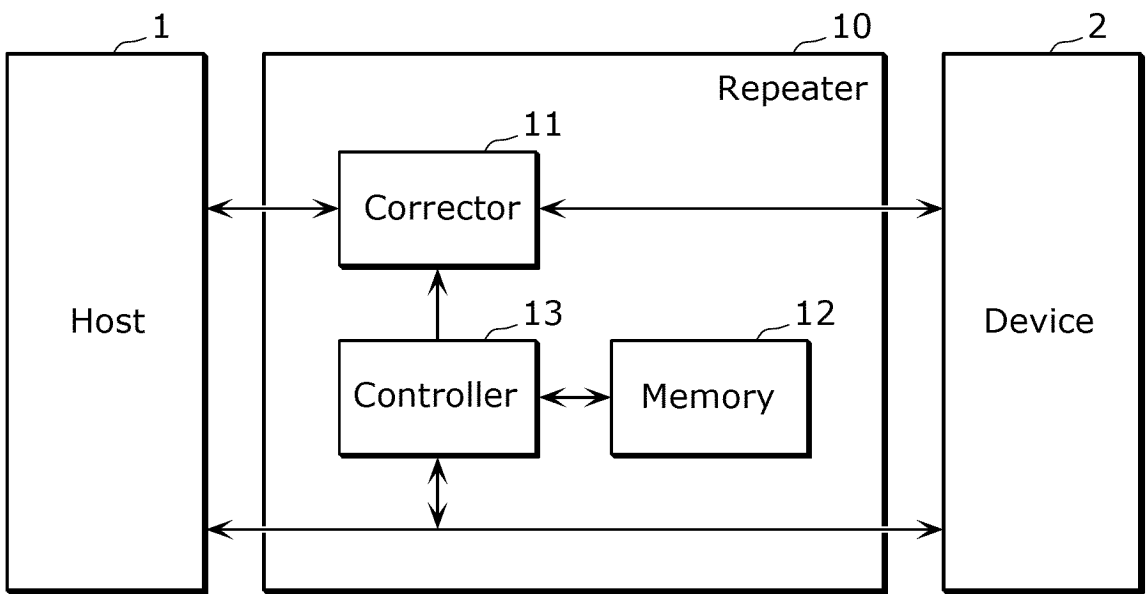 1
10
2
Repeater
11
Corrector
Host
13
12
Device
Controller
Memory